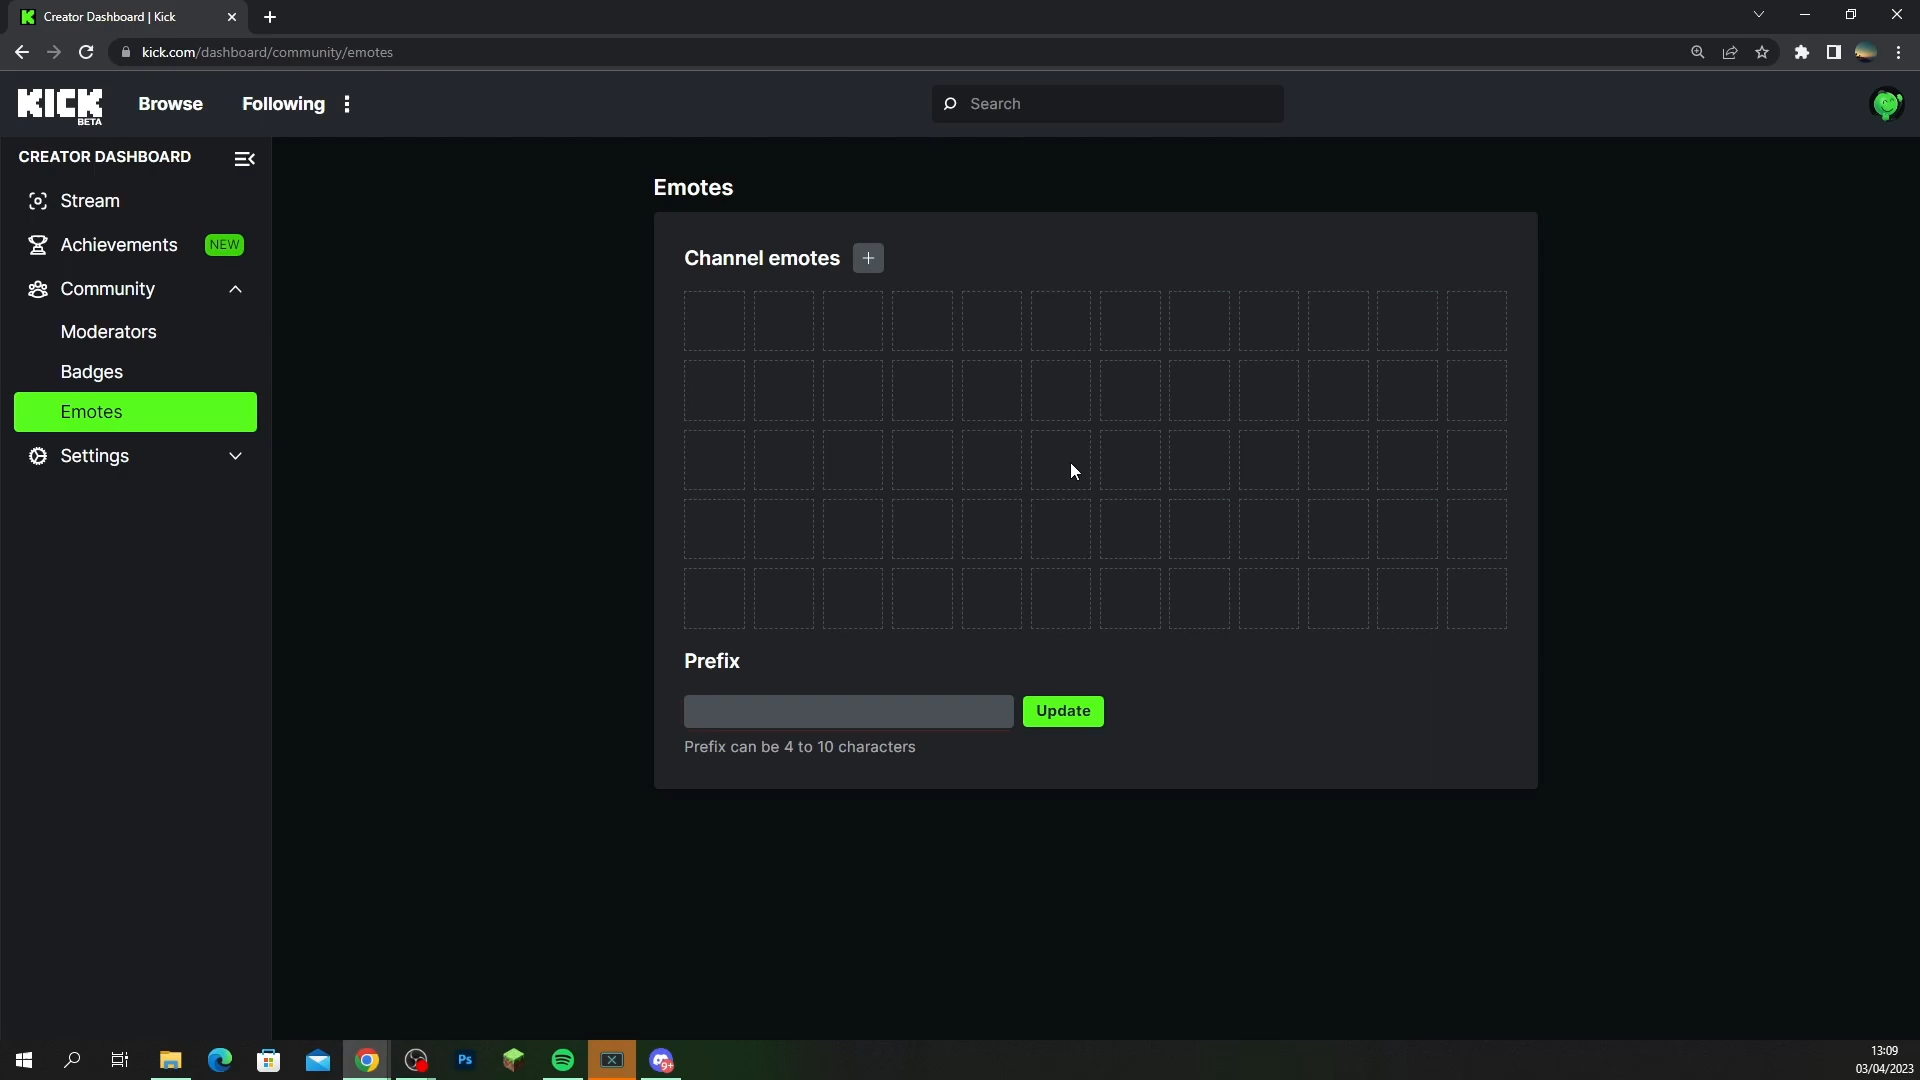 Creator Dashboard | Kick
kick.com/dashboard/community/emotes
KICK
BETA
Browse
Following
Search
CREATOR DASHBOARD
Stream
Achievements
NEW
Community
Moderators
Badges
Emotes
Settings
Emotes
Channel emotes
Prefix
Update
Prefix can be 4 to 10 characters
Ps
9+
13:09
03/04/2023